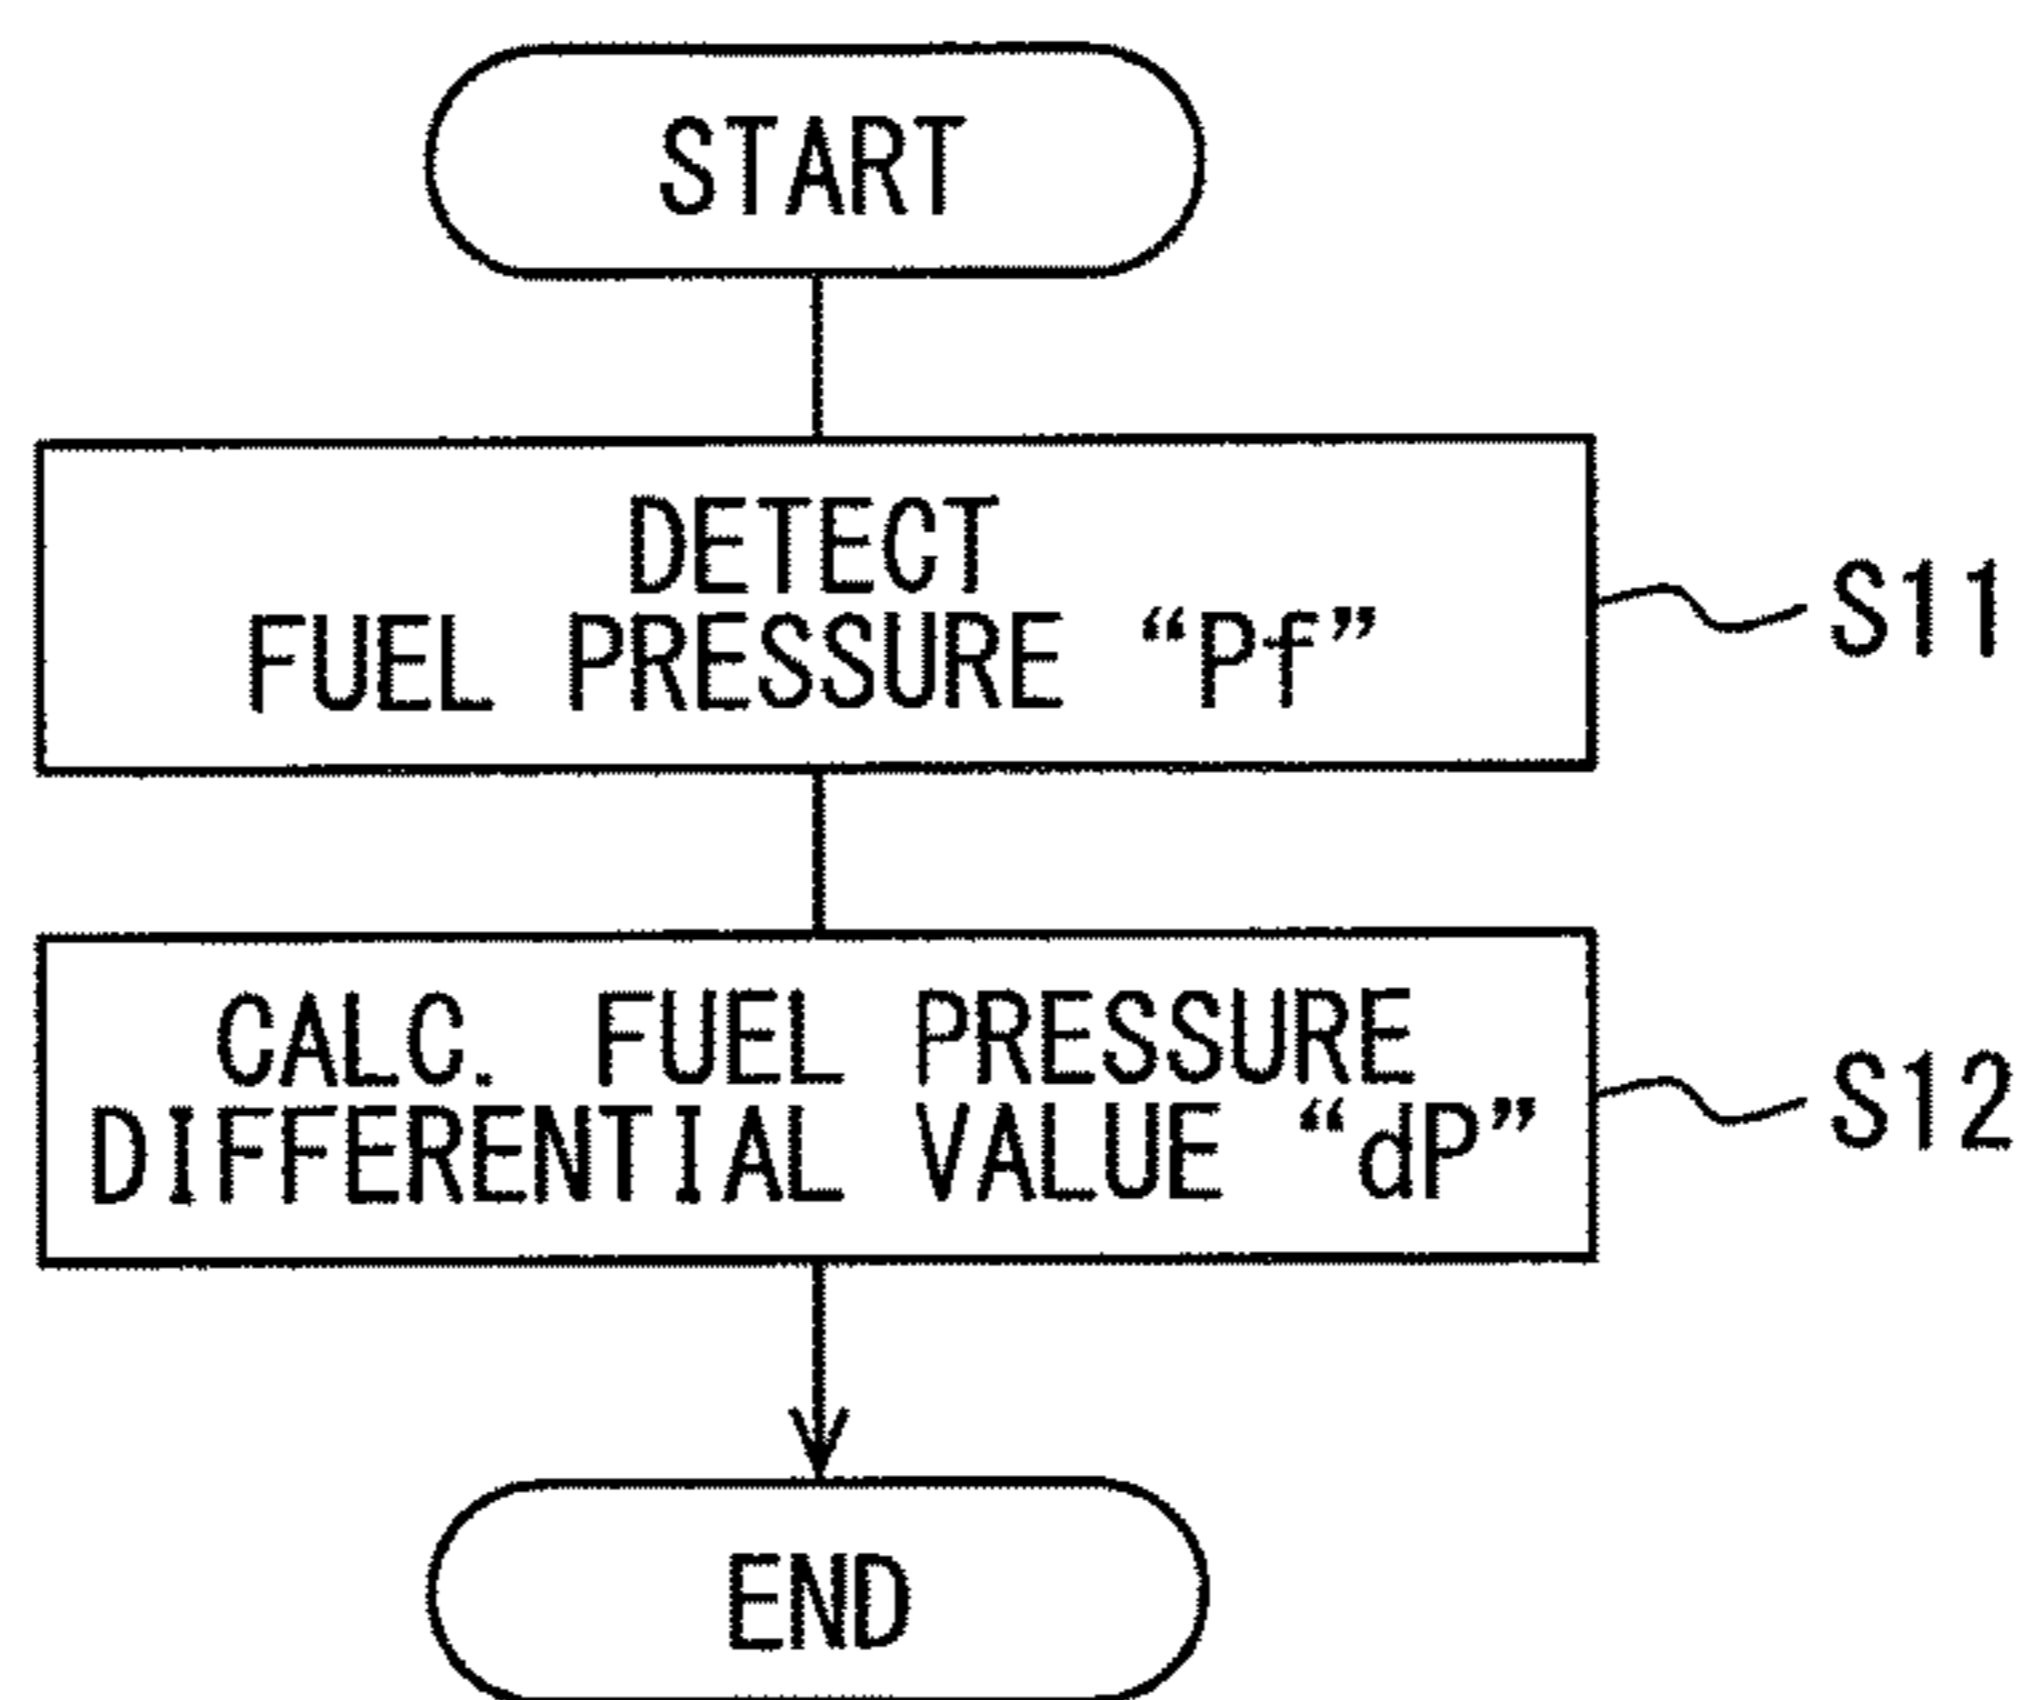 START
DETECT
FUEL PRESSURE “Pf”
S11
CALC. FUEL PRESSURE
DIFFERENTIAL VALUE “dP”
S12
END